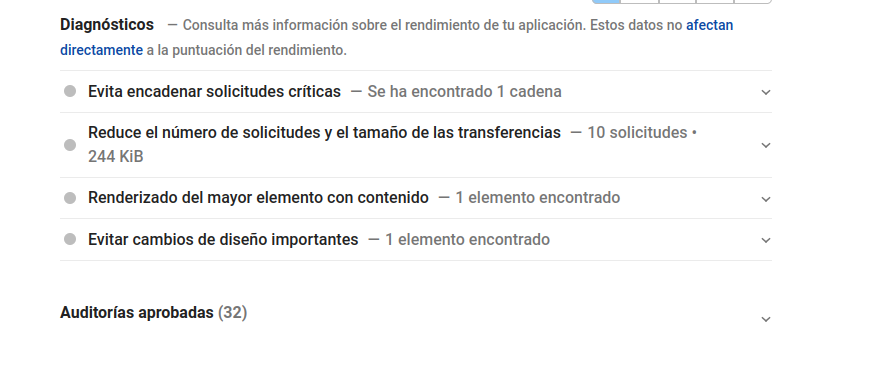 Diagnósticos — Consulta más información sobre el rendimiento de tu aplicación. Estos datos no afectan
directamente a la puntuación del rendimiento.
Evita encadenar solicitudes críticas — Se ha encontrado 1 cadena
Reduce el número de solicitudes y el tamaño de las transferencias — 10 solicitudes •
244 KiB
Renderizado del mayor elemento con contenido — 1 elemento encontrado
Evitar cambios de diseño importantes — 1 elemento encontrado
Auditorías aprobadas (32)